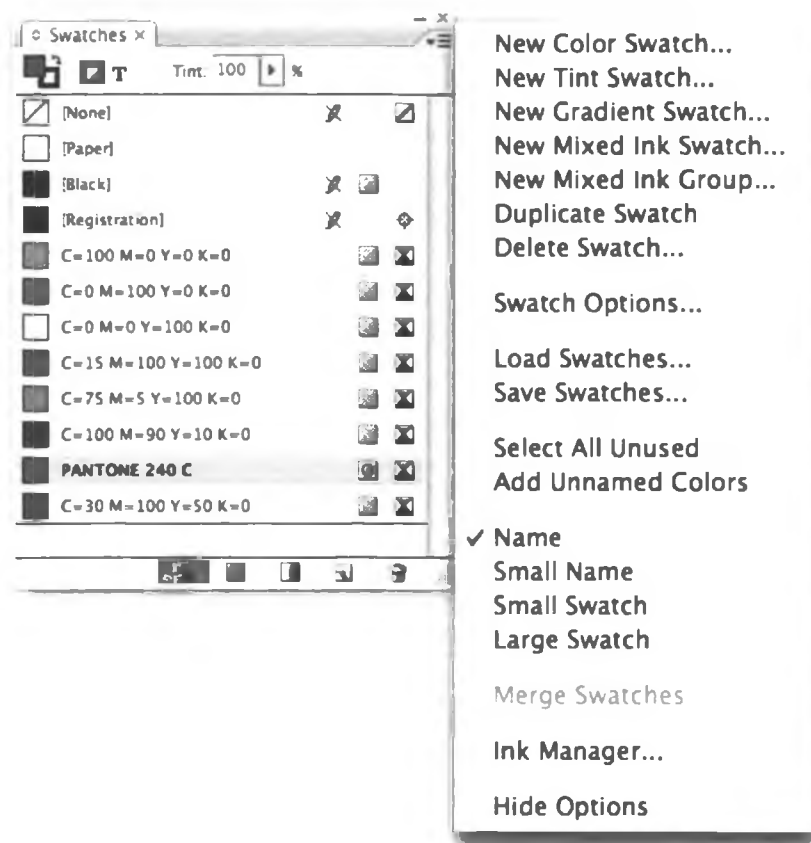 Swatches ×
T Tint: 100 %
[None]
[Paper]
[Black]
[Registration]
C=100 M=0 Y=0 K=0
C=0 M=100 Y=0 K=0
C=0 M=0 Y=100 K=0
C=15 M=100 Y=100 K=0
C=75 M=5 Y=100 K=0
C=100 M=90 Y=10 K=0
PANTONE 240 C
C=30 M=100 Y=50 K=0
New Color Swatch...
New Tint Swatch...
New Gradient Swatch...
New Mixed Ink Swatch...
New Mixed Ink Group...
Duplicate Swatch
Delete Swatch...
Swatch Options...
Load Swatches...
Save Swatches...
Select All Unused
Add Unnamed Colors
✓ Name
Small Name
Small Swatch
Large Swatch
Merge Swatches
Ink Manager...
Hide Options